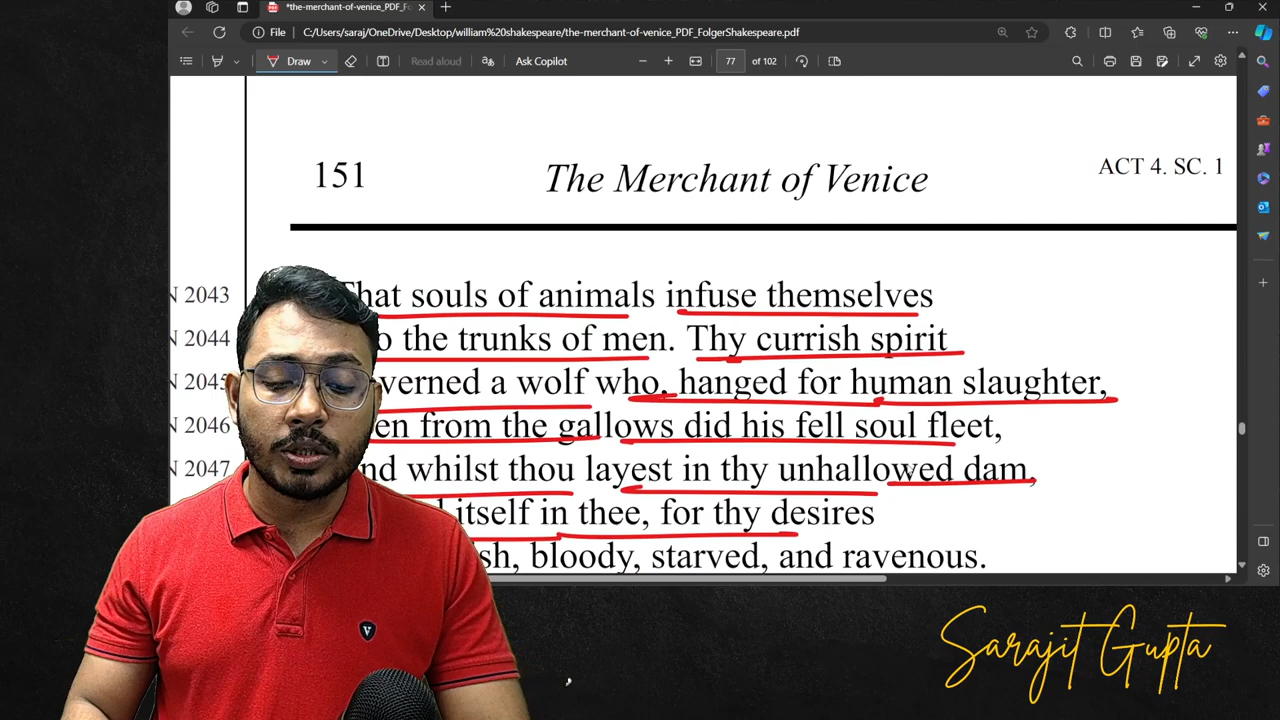 *the-merchant-of-venice_PDF_Fo
File C:/Users/saraj/OneDrive/Desktop/william%20shakespeare/the-merchant-of-venice_PDF_FolgerShakespeare.pdf
Draw Read aloud Ask Copilot 77 of 102
151 The Merchant of Venice ACT 4. SC. 1
N 2043 That souls of animals infuse themselves
2044 the trunks of men. Thy currish spirit
204 verned a wolf who, hanged for human slaughter,
2046 en from the gallows did his fell soul fleet,
N 2047 nd whilst thou layest in thy unhallowed dam,
itself in thee, for thy desires
sh, bloody, starved, and ravenous.
Sarajit Gupta